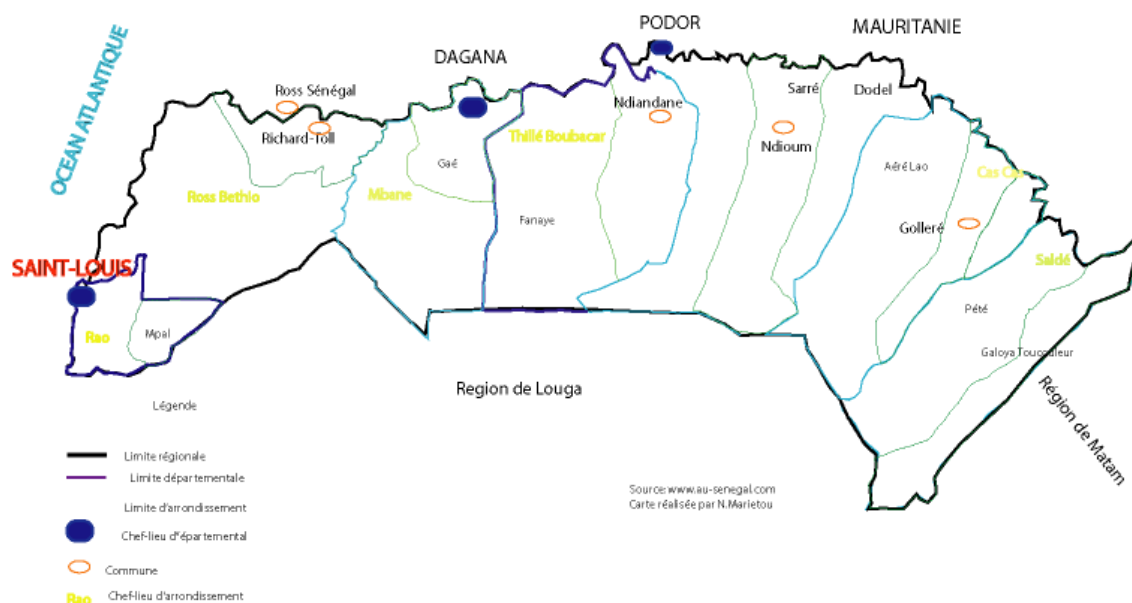 PODOR
MAURITANIE
DAGANA
OCEAN ATLANTIQUE
Ross Sénégal
Sarré
Dodel
Ndiandane
Richard-Toll
Thillé Boubacar
Ndioum
Gaé
Aéré Lao
Cas Cas
Ross Bethio
Mbane
Fanaye
Golleré
SAINT-LOUIS
Saldé
Pété
Rao
Mpal
Galoya Toucouleur
Region de Louga
Région de Matam
Légende
Limite régionale
Limite départementale
Limite d'arrondissement
Chef-lieu d'épartemental
Commune
Rao Chef-lieu d'arrondissement
Source: www.au-senegal.com
Carte réalisée par N.Marietou